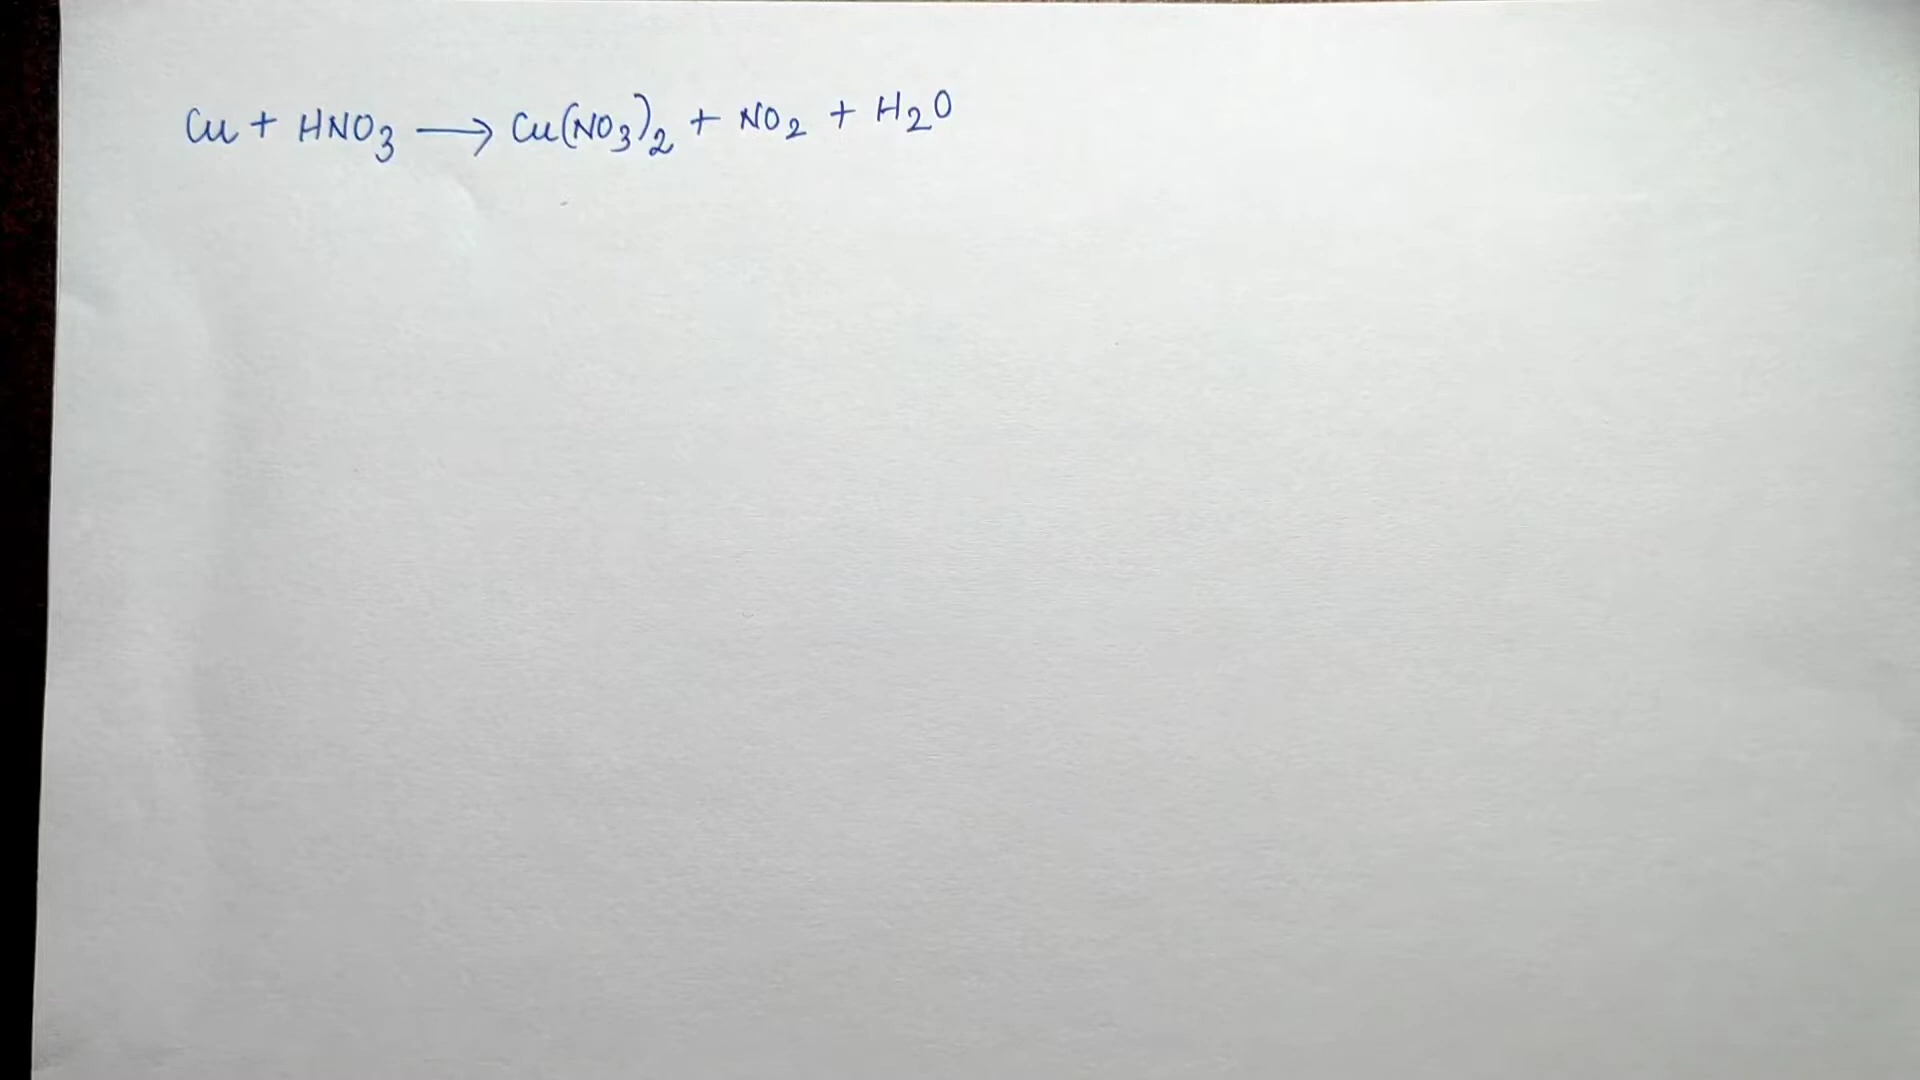 Cu + HNO3 ⟶ Cu(NO3)2 + NO2 + H2O